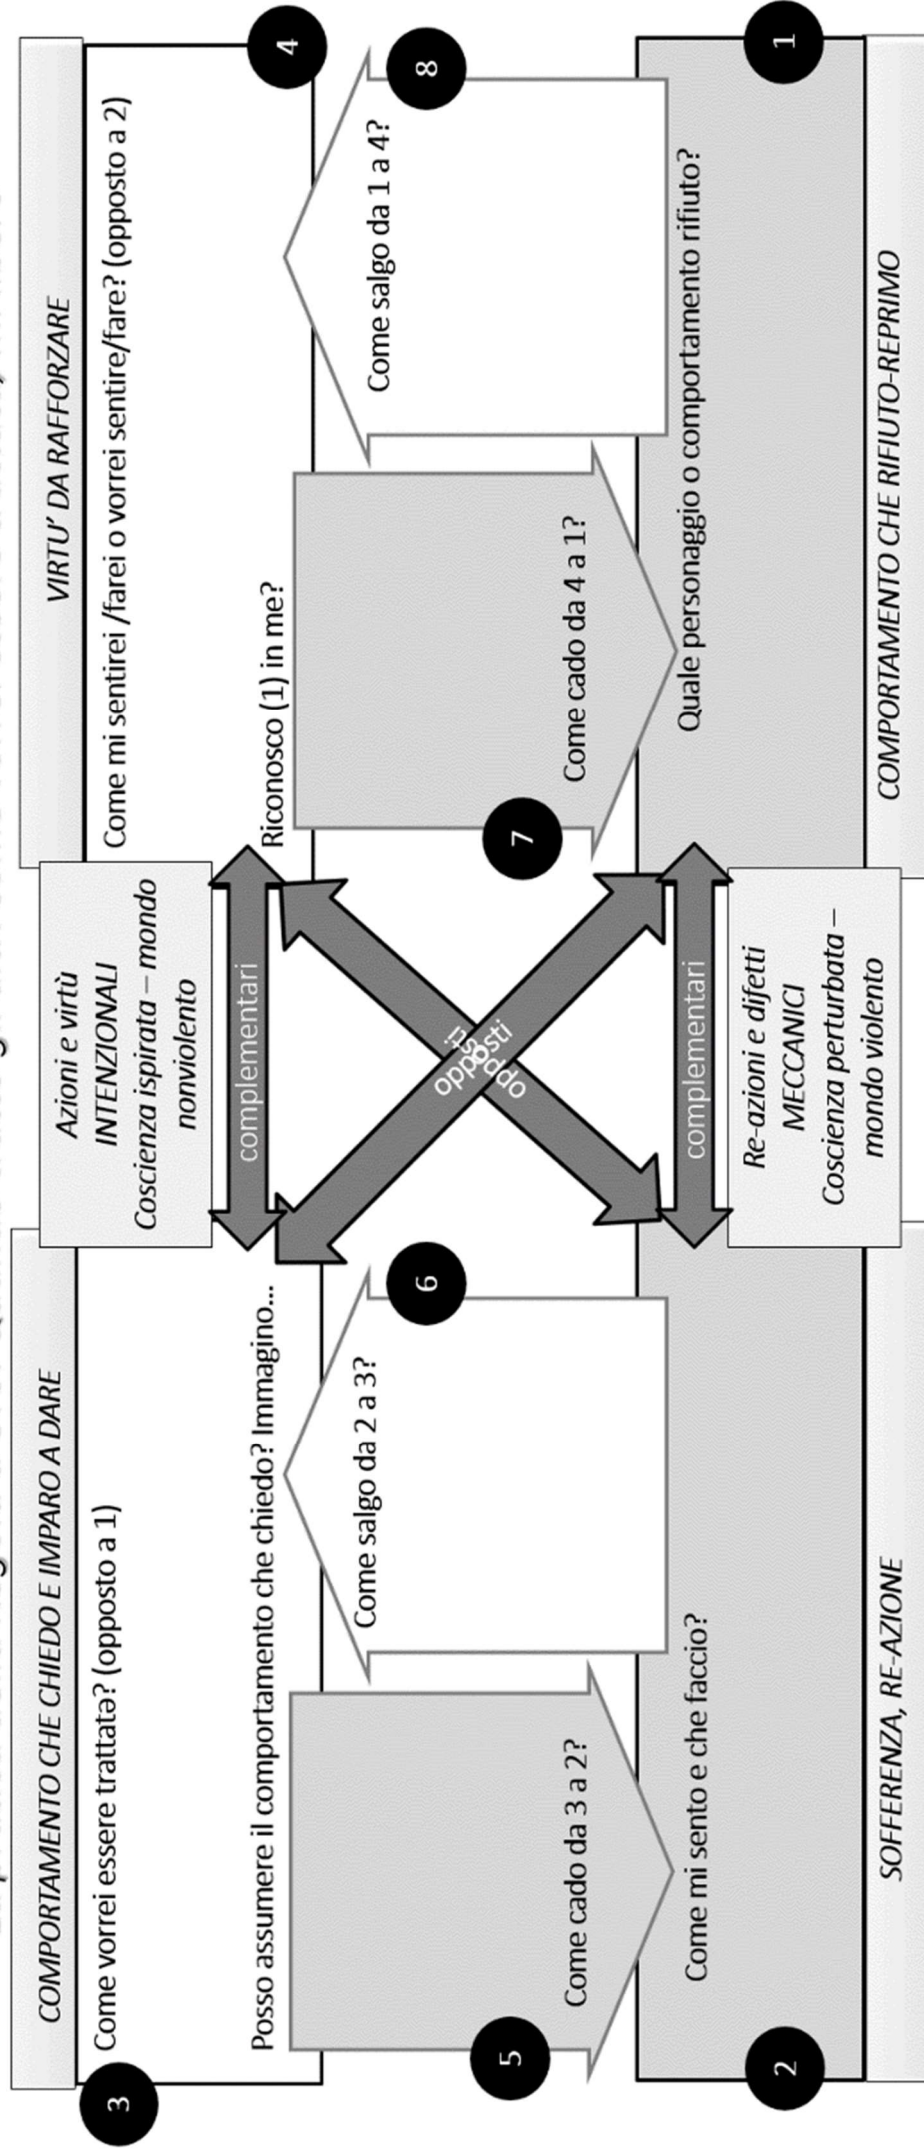 COMPORTAMENTO CHE CHIEDO E IMPARO A DARE
3
Come vorrei essere trattatə? (opposto a 1)
Posso assumere il comportamento che chiedo? Immagino...
Azioni e virtù
INTENZIONALI
Coscienza ispirata – mondo
nonviolento
VIRTU' DA RAFFORZARE
4
Come mi sentirei /farei o vorrei sentire/fare? (opposto a 2)
Riconosco (1) in me?
complementari
5
Come cado da 3 a 2?
6
Come salgo da 2 a 3?
opposti
opposti
7
Come cado da 4 a 1?
8
Come salgo da 1 a 4?
complementari
2
Come mi sento e che faccio?
SOFFERENZA, RE-AZIONE
Re-azioni e difetti
MECCANICI
Coscienza perturbata –
mondo violento
1
Quale personaggio o comportamento rifiuto?
COMPORTAMENTO CHE RIFIUTO-REPRIMO